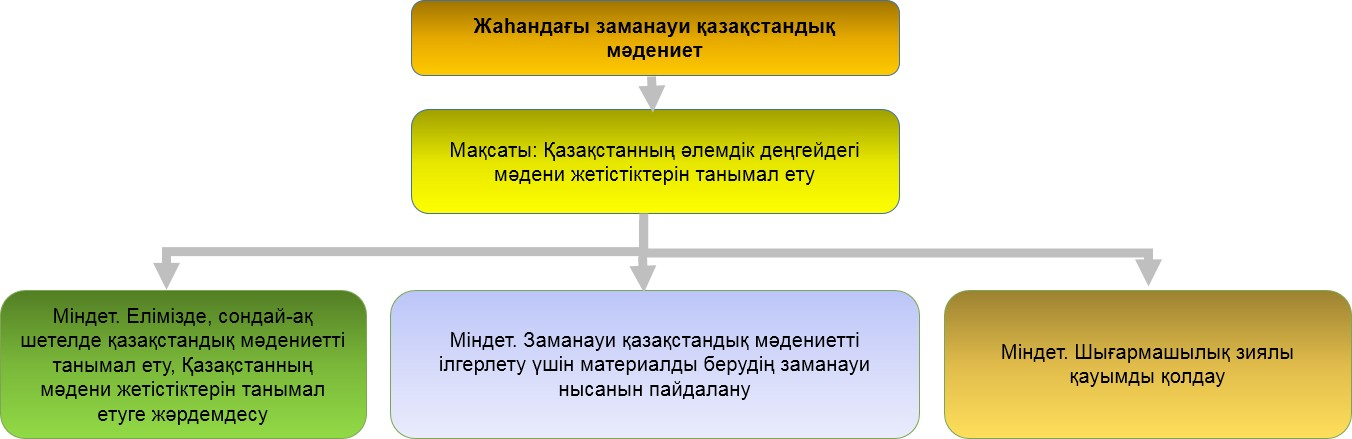 Жаһандағы заманауи қазақстандық
мәдениет
Мақсаты: Қазақстанның әлемдік деңгейдегі
мәдени жетістіктерін танымал ету
Міндет. Елімізде, сондай-ақ
шетелде қазақстандық мәдениетті
танымал ету, Қазақстанның
мәдени жетістіктерін танымал
етуге жәрдемдесу
Міндет. Заманауи қазақстандық мәдениетті
ілгерлету үшін материалды берудің заманауи
нысанын пайдалану
Міндет. Шығармашылық зиялы
қауымды қолдау